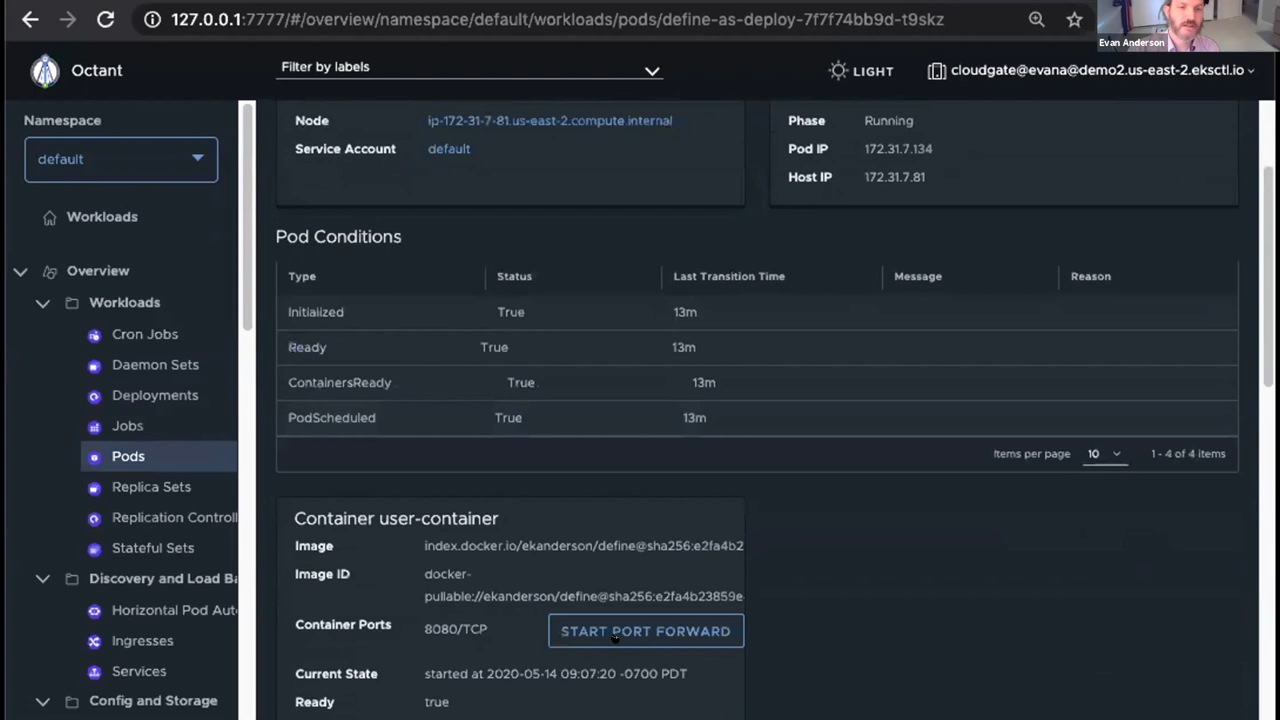 127.0.0.1:7777/#/overview/namespace/default/workloads/pods/define-as-deploy-7f7f74bb9d-t9skz
Evan Anderson
Octant
Filter by labels
LIGHT
cloudgate@evana@demo2.us-east-2.eksctl.io
Namespace
default
Workloads
Overview
Workloads
Cron Jobs
Daemon Sets
Deployments
Jobs
Pods
Replica Sets
Replication Controll
Stateful Sets
Discovery and Load Ba
Horizontal Pod Auto
Ingresses
Services
Config and Storage
Node ip-172-31-7-81.us-east-2.compute.internal
Service Account default
Phase Running
Pod IP 172.31.7.134
Host IP 172.31.7.81
Pod Conditions
Type Status Last Transition Time Message Reason
Initialized True 13m
Ready True 13m
ContainersReady True 13m
PodScheduled True 13m
Items per page 10 1 - 4 of 4 items
Container user-container
Image index.docker.io/ekanderson/define@sha256:e2fa4b2
Image ID docker-
pullable://ekanderson/define@sha256:e2fa4b23859e
Container Ports 8080/TCP START PORT FORWARD
Current State started at 2020-05-14 09:07:20 -0700 PDT
Ready true